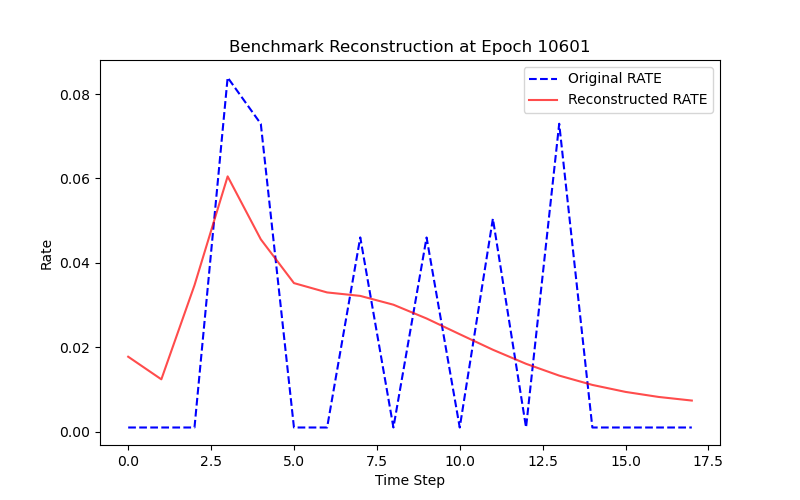 Benchmark Reconstruction at Epoch 10601
Original RATE
Reconstructed RATE
0.08
0.06
0.04
0.02
0.00
Rate
0.0 2.5 5.0 7.5 10.0 12.5 15.0 17.5
Time Step